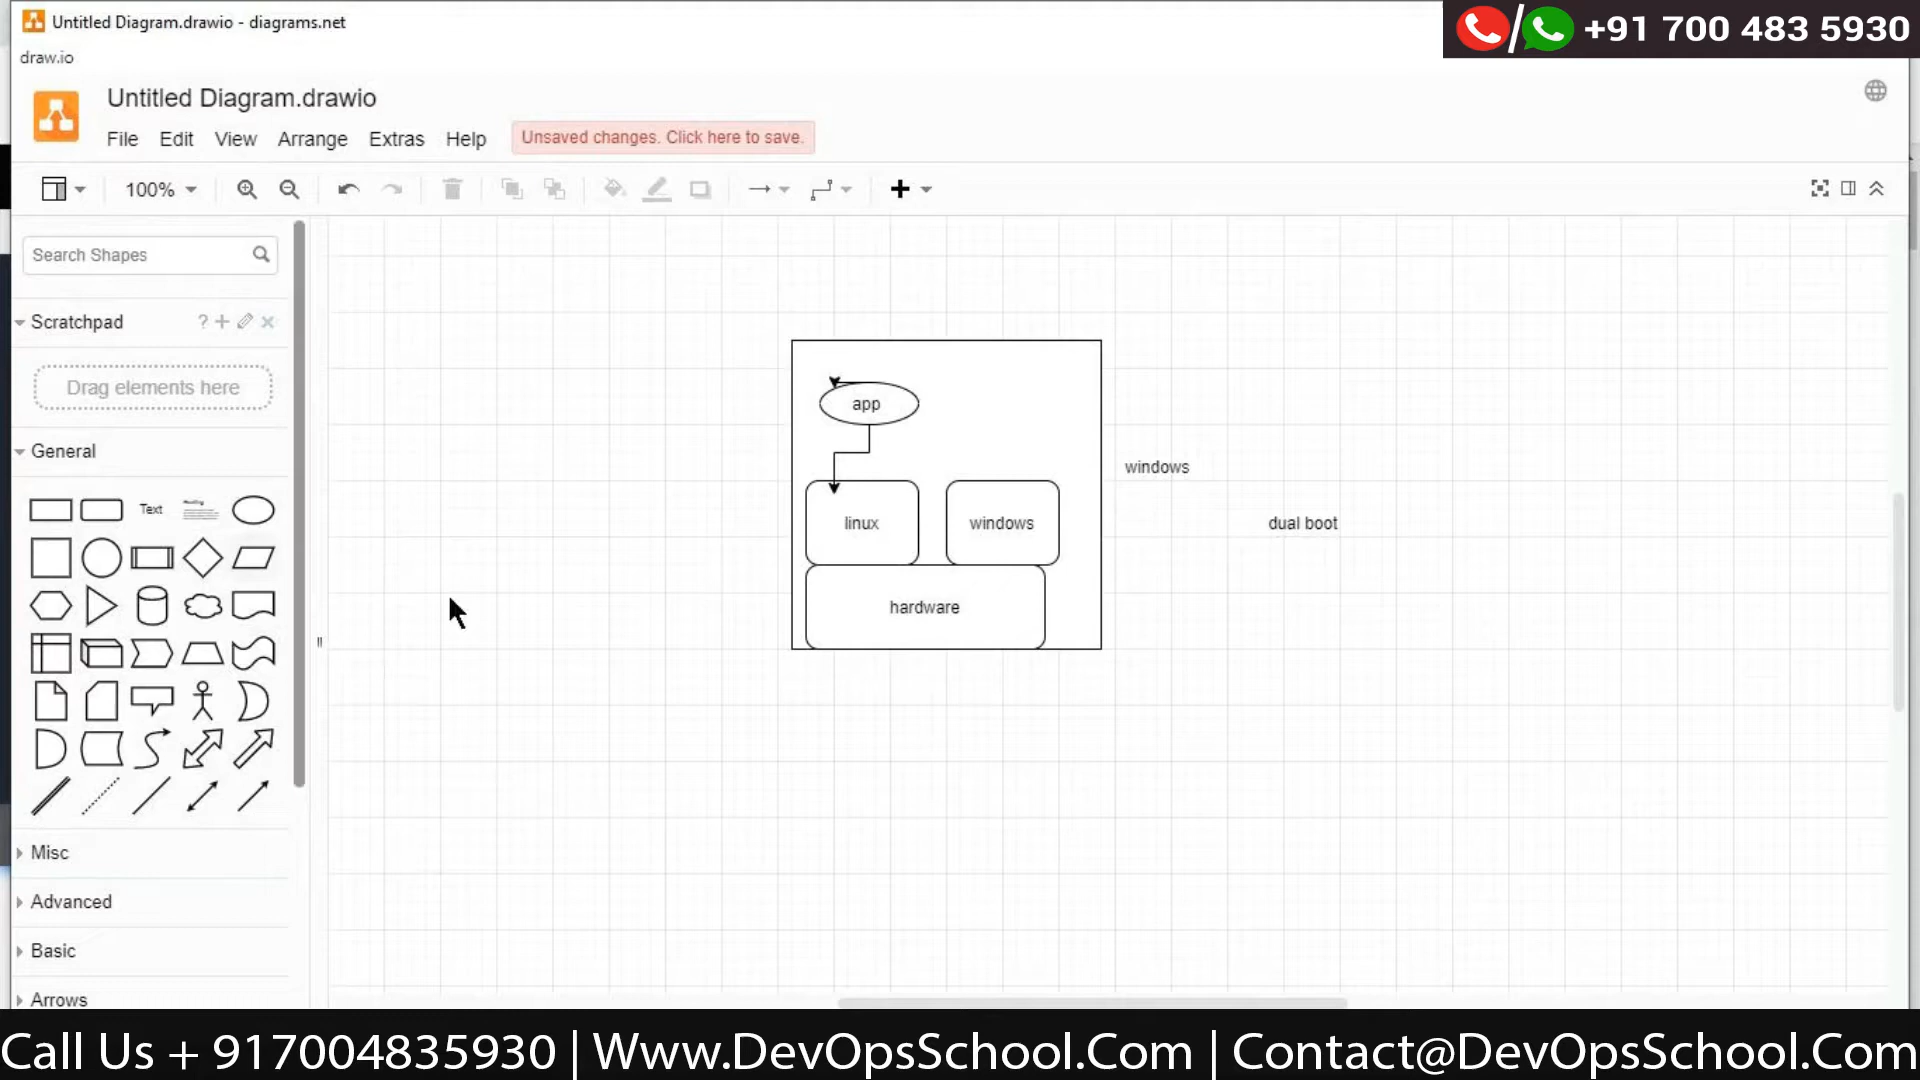 Untitled Diagram.drawio - diagrams.net
+91 700 483 5930
draw.io
Untitled Diagram.drawio
File Edit View Arrange Extras Help Unsaved changes. Click here to save.
100%
Search Shapes
Scratchpad ?
Drag elements here
General
Text
Heading
app
windows
linux windows dual boot
hardware
Misc
Advanced
Basic
Arrows
Call Us + 917004835930 | Www.DevOpsSchool.Com | Contact@DevOpsSchool.Com